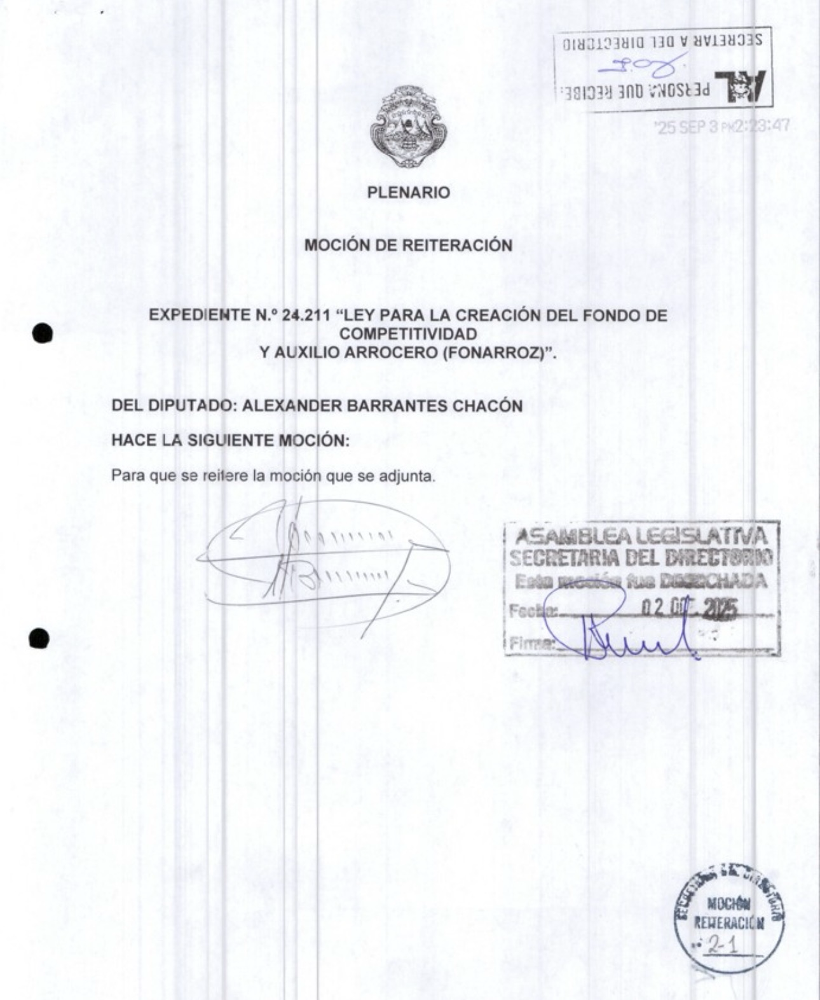 SECRETAR A DEL DIRECTORIO
PERSONA QUE RECIBE:
AL
'25 SEP 3 PM2:23:47
PLENARIO
MOCIÓN DE REITERACIÓN
EXPEDIENTE N.º 24.211 “LEY PARA LA CREACIÓN DEL FONDO DE
COMPETITIVIDAD
Y AUXILIO ARROCERO (FONARROZ)”.
DEL DIPUTADO: ALEXANDER BARRANTES CHACÓN
HACE LA SIGUIENTE MOCIÓN:
Para que se reitere la moción que se adjunta.
ASAMBLEA LEGISLATIVA
SECRETARIA DEL DIRECTORIO
Esta moción fue DESECHADA
Fecha: 02 2025
Firma:
SECRETARIA DEL DIRECTORIO
MOCIÓN
REITERACIÓN
2-1